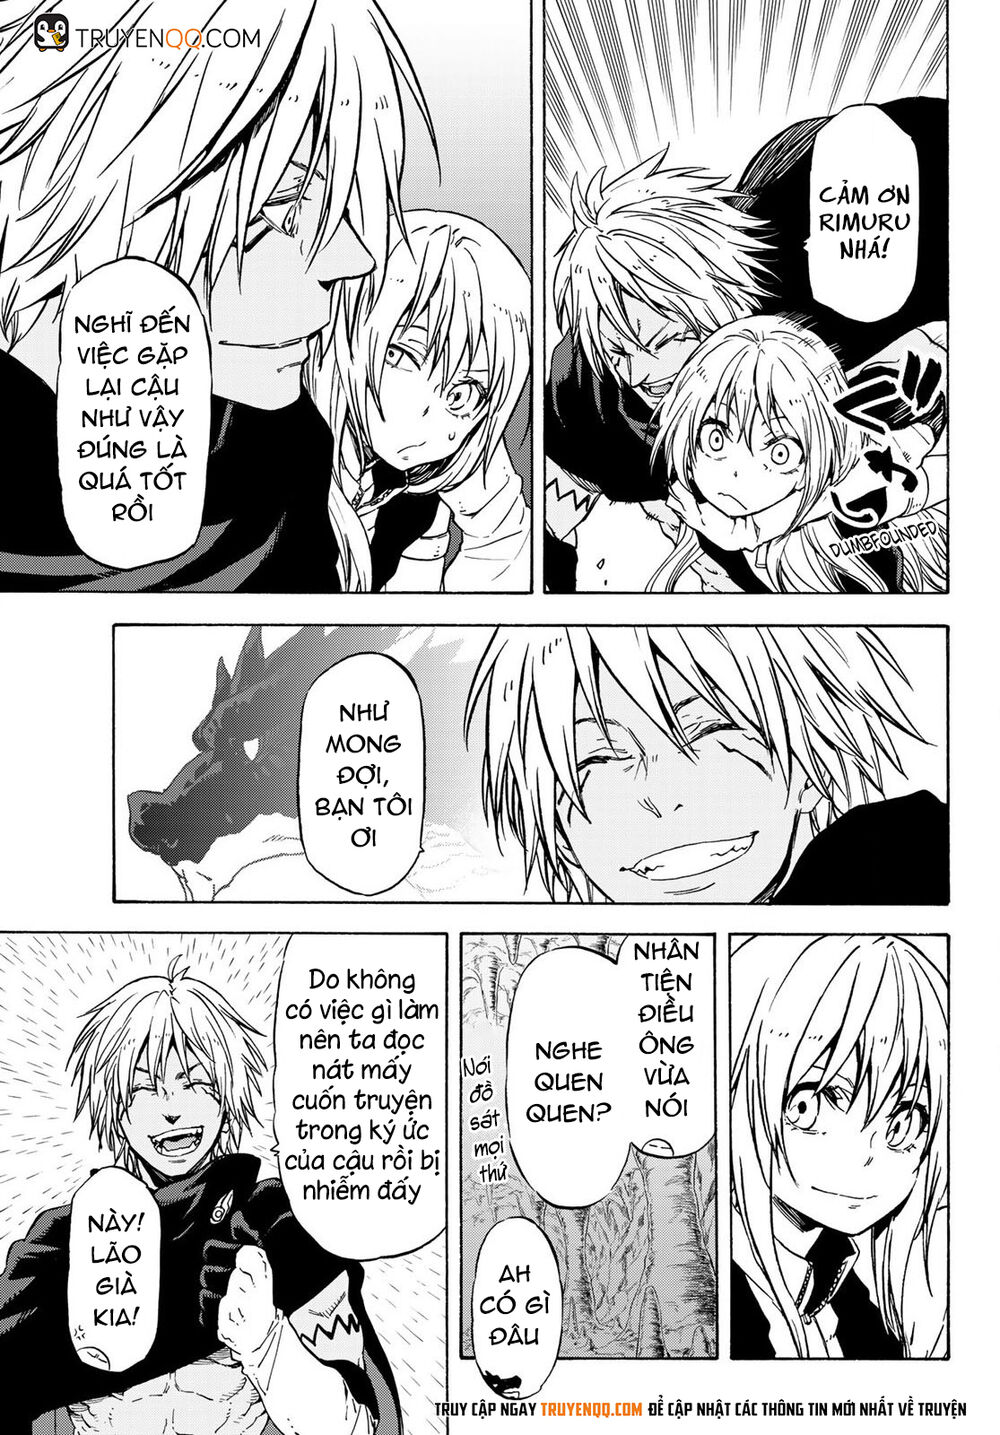 TRUYENQQ.COM
CẢM ƠN
RIMURU
NHÁ!
DUMBFOUNDED
NGHĨ ĐẾN
VIỆC GẶP
LẠI CẬU
NHƯ VẬY
ĐÚNG LÀ
QUÁ TỐT
RỒI
NHƯ
MONG
ĐỢI,
BẠN TÔI
ƠI
NHÂN
TIỆN
ĐIỀU
ÔNG
VỪA
NÓI
NGHE
QUEN
QUEN?
Nói
đồ
sát
mọi
thứ
AH
CÓ GÌ
ĐÂU
Do không
có việc gì làm
nên ta đọc
nát mấy
cuốn truyện
trong ký ức
của cậu rồi bị
nhiễm đấy
NÀY!
LÃO
GIÀ
KIA!
TRUY CẬP NGAY TRUYENQQ.COM ĐỂ CẬP NHẬT CÁC THÔNG TIN MỚI NHẤT VỀ TRUYỆN